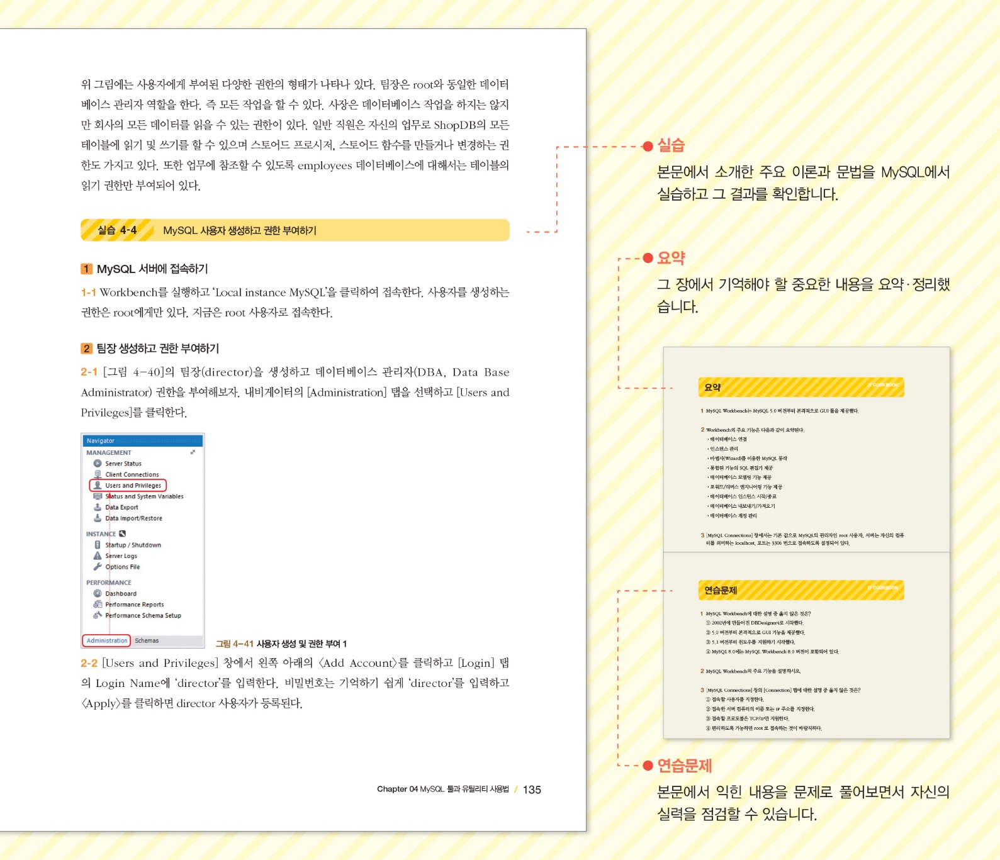 위 그림에는 사용자에게 부여된 다양한 권한의 형태가 나타나 있다. 팀장은 root와 동일한 데이터
베이스 관리자 역할을 한다. 즉 모든 작업을 할 수 있다. 사장은 데이터베이스 작업을 하지는 않지
만 회사의 모든 데이터를 읽을 수 있는 권한이 있다. 일반 직원은 자신의 업무로 ShopDB의 모든
테이블에 읽기 및 쓰기를 할 수 있으며 스토어드 프로시저, 스토어드 함수를 만들거나 변경하는 권
한도 가지고 있다. 또한 업무에 참조할 수 있도록 employees 데이터베이스에 대해서는 테이블의
읽기 권한만 부여되어 있다.
실습 4-4 MySQL 사용자 생성하고 권한 부여하기
1 MySQL 서버에 접속하기
1-1 Workbench를 실행하고 ‘Local instance MySQL’을 클릭하여 접속한다. 사용자를 생성하는
권한은 root에게만 있다. 지금은 root 사용자로 접속한다.
2 팀장 생성하고 권한 부여하기
2-1 [그림 4-40]의 팀장(director)을 생성하고 데이터베이스 관리자(DBA, Data Base
Administrator) 권한을 부여해보자. 내비게이터의 [Administration] 탭을 선택하고 [Users and
Privileges]를 클릭한다.
Navigator
MANAGEMENT
Server Status
Client Connections
Users and Privileges
Status and System Variables
Data Export
Data Import/Restore
INSTANCE
Startup / Shutdown
Server Logs
Options File
PERFORMANCE
Dashboard
Performance Reports
Performance Schema Setup
Administration Schemas
그림 4-41 사용자 생성 및 권한 부여 1
2-2 [Users and Privileges] 창에서 왼쪽 아래의 〈Add Account〉를 클릭하고 [Login] 탭
의 Login Name에 ‘director’를 입력한다. 비밀번호는 기억하기 쉽게 ‘director’를 입력하고
〈Apply〉를 클릭하면 director 사용자가 등록된다.
Chapter 04 MySQL 툴과 유틸리티 사용법 / 135
실습
본문에서 소개한 주요 이론과 문법을 MySQL에서
실습하고 그 결과를 확인합니다.
요약
그 장에서 기억해야 할 중요한 내용을 요약·정리했
습니다.
요약 IT COOKBOOK
1 MySQL Workbench는 MySQL 5.0 버전부터 본격적으로 GUI 툴을 제공했다.
2 Workbench의 주요 기능은 다음과 같이 요약된다.
· 데이터베이스 연결
· 인스턴스 관리
· 마법사(Wizard)를 이용한 MySQL 동작
· 통합된 기능의 SQL 편집기 제공
· 데이터베이스 모델링 기능 제공
· 포워드/리버스 엔지니어링 기능 제공
· 데이터베이스 인스턴스 시작/종료
· 데이터베이스 내보내기/가져오기
· 데이터베이스 계정 관리
3 [MySQL Connections] 창에서는 기본 값으로 MySQL의 관리자인 root 사용자, 서버는 자신의 컴퓨
터를 의미하는 localhost, 포트는 3306 번으로 접속하도록 설정되어 있다.
연습문제 IT COOKBOOK
1 MySQL Workbench에 대한 설명 중 옳지 않은 것은?
① 2002년에 만들어진 DBDesigner4로 시작했다.
② 5.0 버전부터 본격적으로 GUI 기능을 제공했다.
③ 5.1 버전부터 윈도우를 지원하기 시작했다.
④ MySQL 8.0에는 MySQL Workbench 8.0 버전이 포함되어 있다.
2 MySQL Workbench의 주요 기능을 설명하시오.
3 [MySQL Connections] 창의 [Connection] 탭에 대한 설명 중 옳지 않은 것은?
① 접속할 사용자를 지정한다.
② 접속한 서버 컴퓨터의 이름 또는 IP 주소를 지정한다.
③ 접속할 프로토콜은 TCP/IP만 지원한다.
④ 편리하도록 가능하면 root 로 접속하는 것이 바람직하다.
연습문제
본문에서 익힌 내용을 문제로 풀어보면서 자신의
실력을 점검할 수 있습니다.